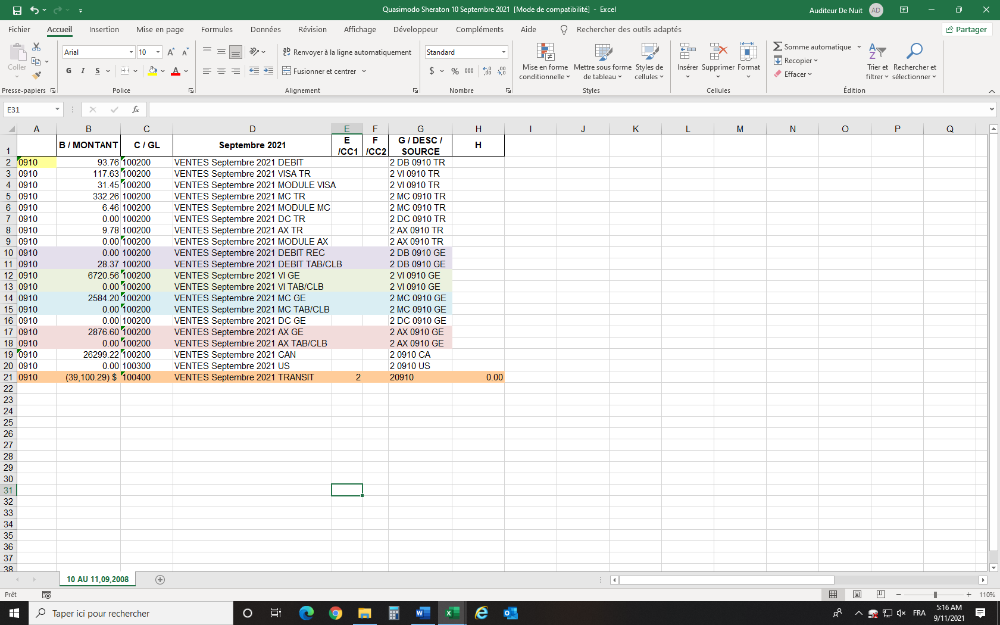 Quasimodo Sheraton 10 Septembre 2021 [Mode de compatibilité] - Excel
Auditeur De Nuit AD
Fichier Accueil Insertion Mise en page Formules Données Révision Affichage Développeur Compléments Aide Rechercher des outils adaptés Partager
Coller
Arial 10
G I S
Renvoyer à la ligne automatiquement
Fusionner et centrer
Standard
$ % 000
Mise en forme conditionnelle
Mettre sous forme de tableau
Styles de cellules
Insérer Supprimer Format
Somme automatique
Recopier
Effacer
Trier et filtrer
Rechercher et sélectionner
Presse-papiers Police Alignement Nombre Styles Cellules Édition
E31 fx
A B C D E F G H I J K L M N O P Q
1 B / MONTANT C / GL Septembre 2021 E /CC1 F /CC2 G / DESC / SOURCE H
2 0910 93.76 100200 VENTES Septembre 2021 DEBIT 2 DB 0910 TR
3 0910 117.63 100200 VENTES Septembre 2021 VISA TR 2 VI 0910 TR
4 0910 31.45 100200 VENTES Septembre 2021 MODULE VISA 2 VI 0910 TR
5 0910 332.26 100200 VENTES Septembre 2021 MC TR 2 MC 0910 TR
6 0910 6.46 100200 VENTES Septembre 2021 MODULE MC 2 MC 0910 TR
7 0910 0.00 100200 VENTES Septembre 2021 DC TR 2 DC 0910 TR
8 0910 9.78 100200 VENTES Septembre 2021 AX TR 2 AX 0910 TR
9 0910 0.00 100200 VENTES Septembre 2021 MODULE AX 2 AX 0910 TR
10 0910 0.00 100200 VENTES Septembre 2021 DEBIT REC 2 DB 0910 GE
11 0910 28.37 100200 VENTES Septembre 2021 DEBIT TAB/CLB 2 DB 0910 GE
12 0910 6720.56 100200 VENTES Septembre 2021 VI GE 2 VI 0910 GE
13 0910 0.00 100200 VENTES Septembre 2021 VI TAB/CLB 2 VI 0910 GE
14 0910 2584.20 100200 VENTES Septembre 2021 MC GE 2 MC 0910 GE
15 0910 0.00 100200 VENTES Septembre 2021 MC TAB/CLB 2 MC 0910 GE
16 0910 0.00 100200 VENTES Septembre 2021 DC GE 2 DC 0910 GE
17 0910 2876.60 100200 VENTES Septembre 2021 AX GE 2 AX 0910 GE
18 0910 0.00 100200 VENTES Septembre 2021 AX TAB/CLB 2 AX 0910 GE
19 0910 26299.22 100200 VENTES Septembre 2021 CAN 2 0910 CA
20 0910 0.00 100300 VENTES Septembre 2021 US 2 0910 US
21 0910 (39,100.29) $ 100400 VENTES Septembre 2021 TRANSIT 2 20910 0.00
22
23
24
25
26
27
28
29
30
31
32
33
34
35
36
37
38
10 AU 11,09,2008
Prêt 110%
Taper ici pour rechercher
FRA
5:16 AM
9/11/2021